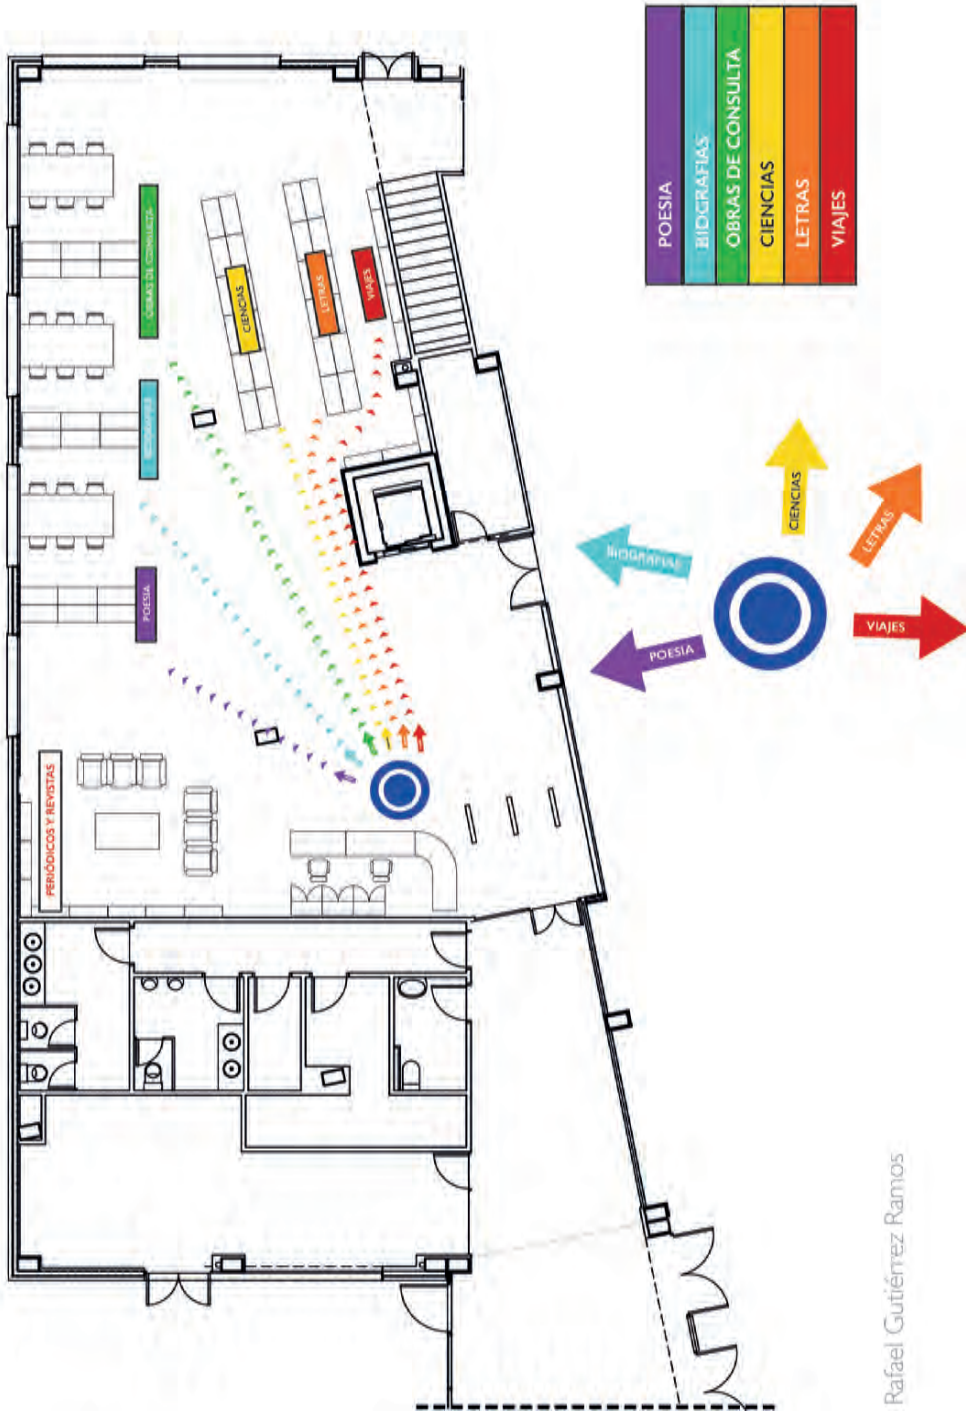 POESIA
BIOGRAFIAS
OBRAS DE CONSULTA
CIENCIAS
LETRAS
VIAJES
OBRAS DE CONSULTA
CIENCIAS
LETRAS
VIAJES
BIOGRAFIAS
POESIA
PERIÓDICOS Y REVISTAS
CIENCIAS
LETRAS
BIOGRAFIAS
VIAJES
POESIA
Rafael Gutiérrez Ramos